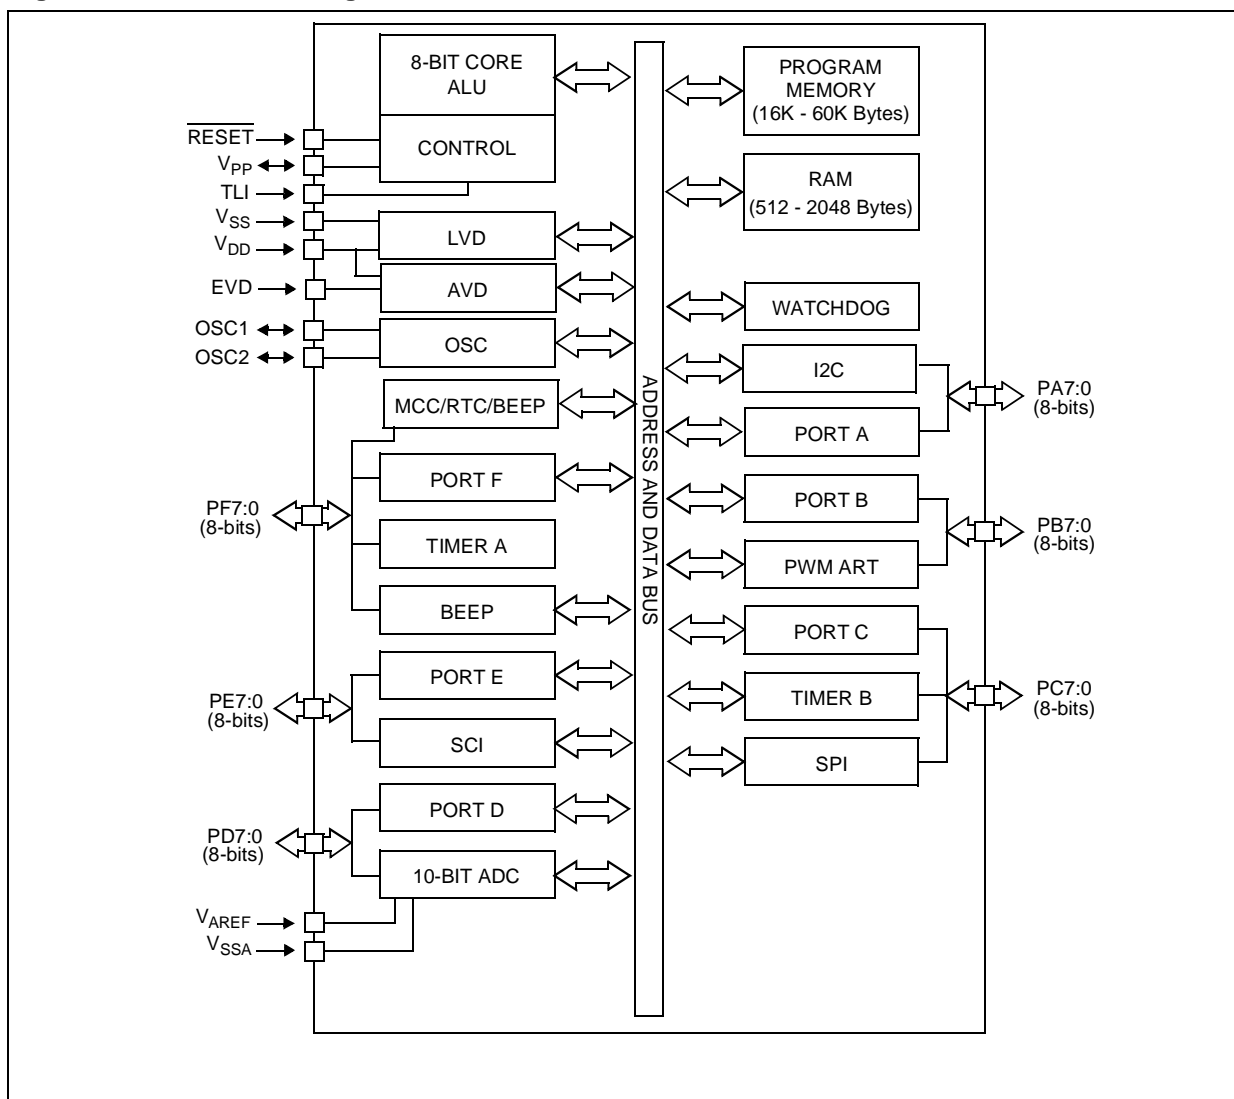 8-BIT CORE
ALU
CONTROL
RESET
VPP
TLI
VSS
VDD
EVD
OSC1
OSC2
LVD
AVD
OSC
MCC/RTC/BEEP
PORT F
TIMER A
BEEP
PF7:0
(8-bits)
PORT E
SCI
PE7:0
(8-bits)
PORT D
10-BIT ADC
PD7:0
(8-bits)
VAREF
VSSA
ADDRESS AND DATA BUS
PROGRAM
MEMORY
(16K - 60K Bytes)
RAM
(512 - 2048 Bytes)
WATCHDOG
I2C
PORT A
PA7:0
(8-bits)
PORT B
PWM ART
PB7:0
(8-bits)
PORT C
TIMER B
SPI
PC7:0
(8-bits)